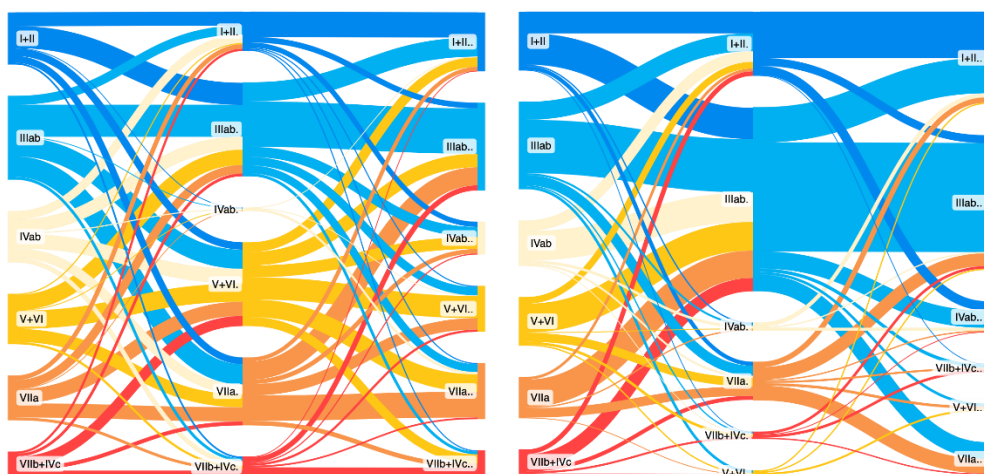 I+II
IIIab
IVab
V+VI
VIIa
VIIb+IVc
I+II.
IIIab.
IVab.
V+VI.
VIIa.
VIIb+IVc.
I+II..
IIIab..
IVab..
V+VI..
VIIa..
VIIb+IVc..
I+II
IIIab
IVab
V+VI
VIIa
VIIb+IVc
I+II.
IIIab.
IVab.
VIIa.
VIIb+IVc.
V+VI.
I+II..
IIIab..
IVab..
VIIb+IVc..
V+VI..
VIIa..